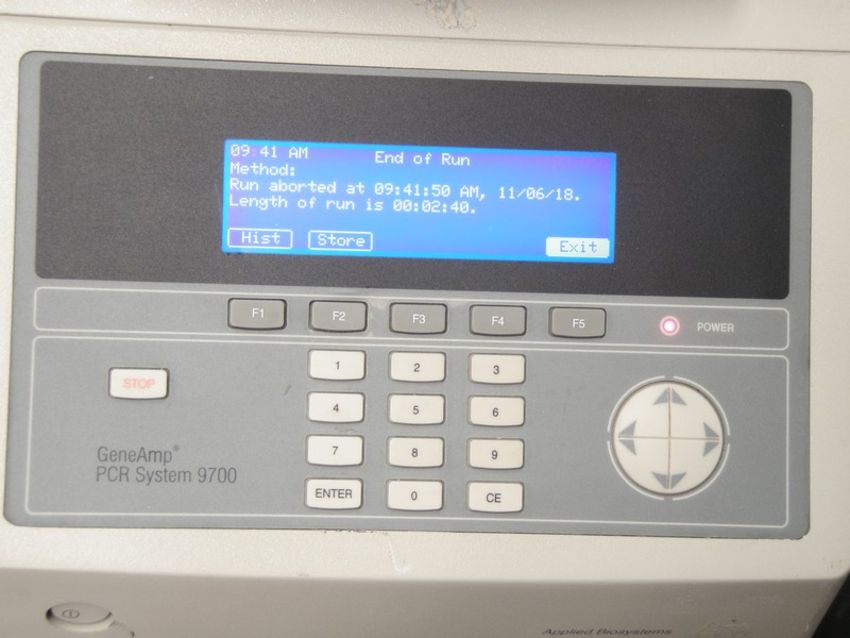 09:41 AM End of Run
Method:
Run aborted at 09:41:50 AM, 11/06/18.
Length of run is 00:02:40.
Hist Store Exit
F1 F2 F3 F4 F5 POWER
STOP
1 2 3
4 5 6
7 8 9
ENTER 0 CE
GeneAmp®
PCR System 9700
Applied Biosystems